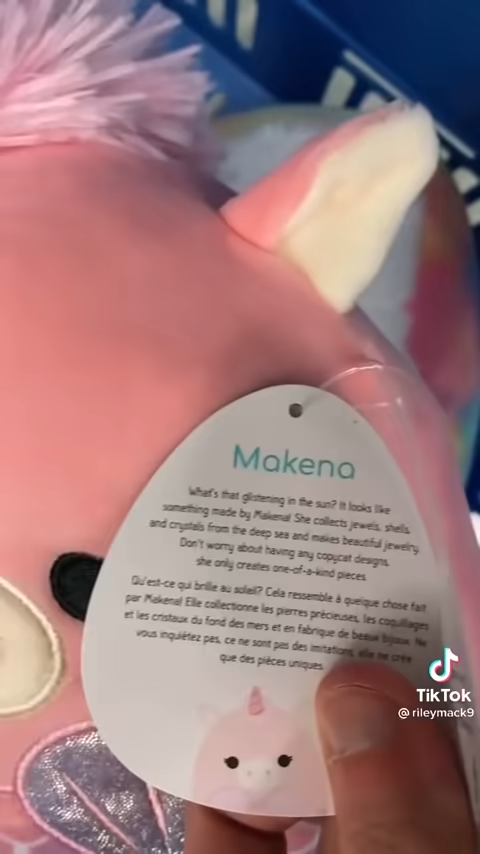 Makena
What's that glistening in the sun? It looks like
something made by Makena! She collects jewels, shells
and crystals from the deep sea and makes beautiful jewelry.
Don't worry about having any copycat designs,
she only creates one-of-a-kind pieces.
Qu'est-ce qui brille au soleil? Cela ressemble à quelque chose fait
par Makena! Elle collectionne les pierres précieuses, les coquillages
et les cristaux du fond des mers et en fabrique de beaux bijoux. Ne
vous inquiétez pas, ce ne sont pas des imitations, elle ne crée
que des pièces uniques.
TikTok
@rileymack9